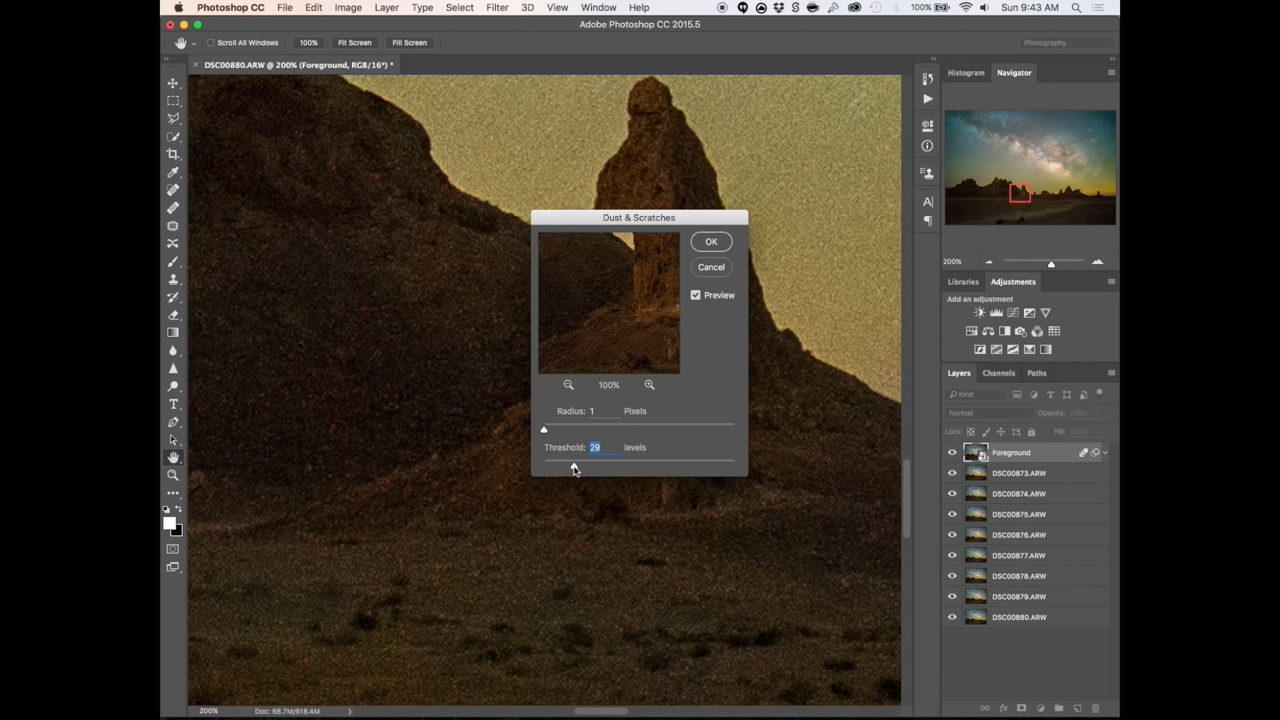 Photoshop CC File Edit Image Layer Type Select Filter 3D View Window Help 100% Sun 9:43 AM
Adobe Photoshop CC 2015.5
Scroll All Windows 100% Fit Screen Fill Screen Photography
× DSC00880.ARW @ 200% (Foreground, RGB/16*) *
Histogram Navigator
Dust & Scratches
OK
Cancel
Preview
100%
Radius: 1 Pixels
Threshold: 29 levels
200%
Libraries Adjustments
Add an adjustment
Layers Channels Paths
Kind
Normal Opacity: 100%
Lock: Fill:
Foreground
DSC00873.ARW
DSC00874.ARW
DSC00875.ARW
DSC00876.ARW
DSC00877.ARW
DSC00878.ARW
DSC00879.ARW
DSC00880.ARW
200% Doc: 68.7M/618.4M